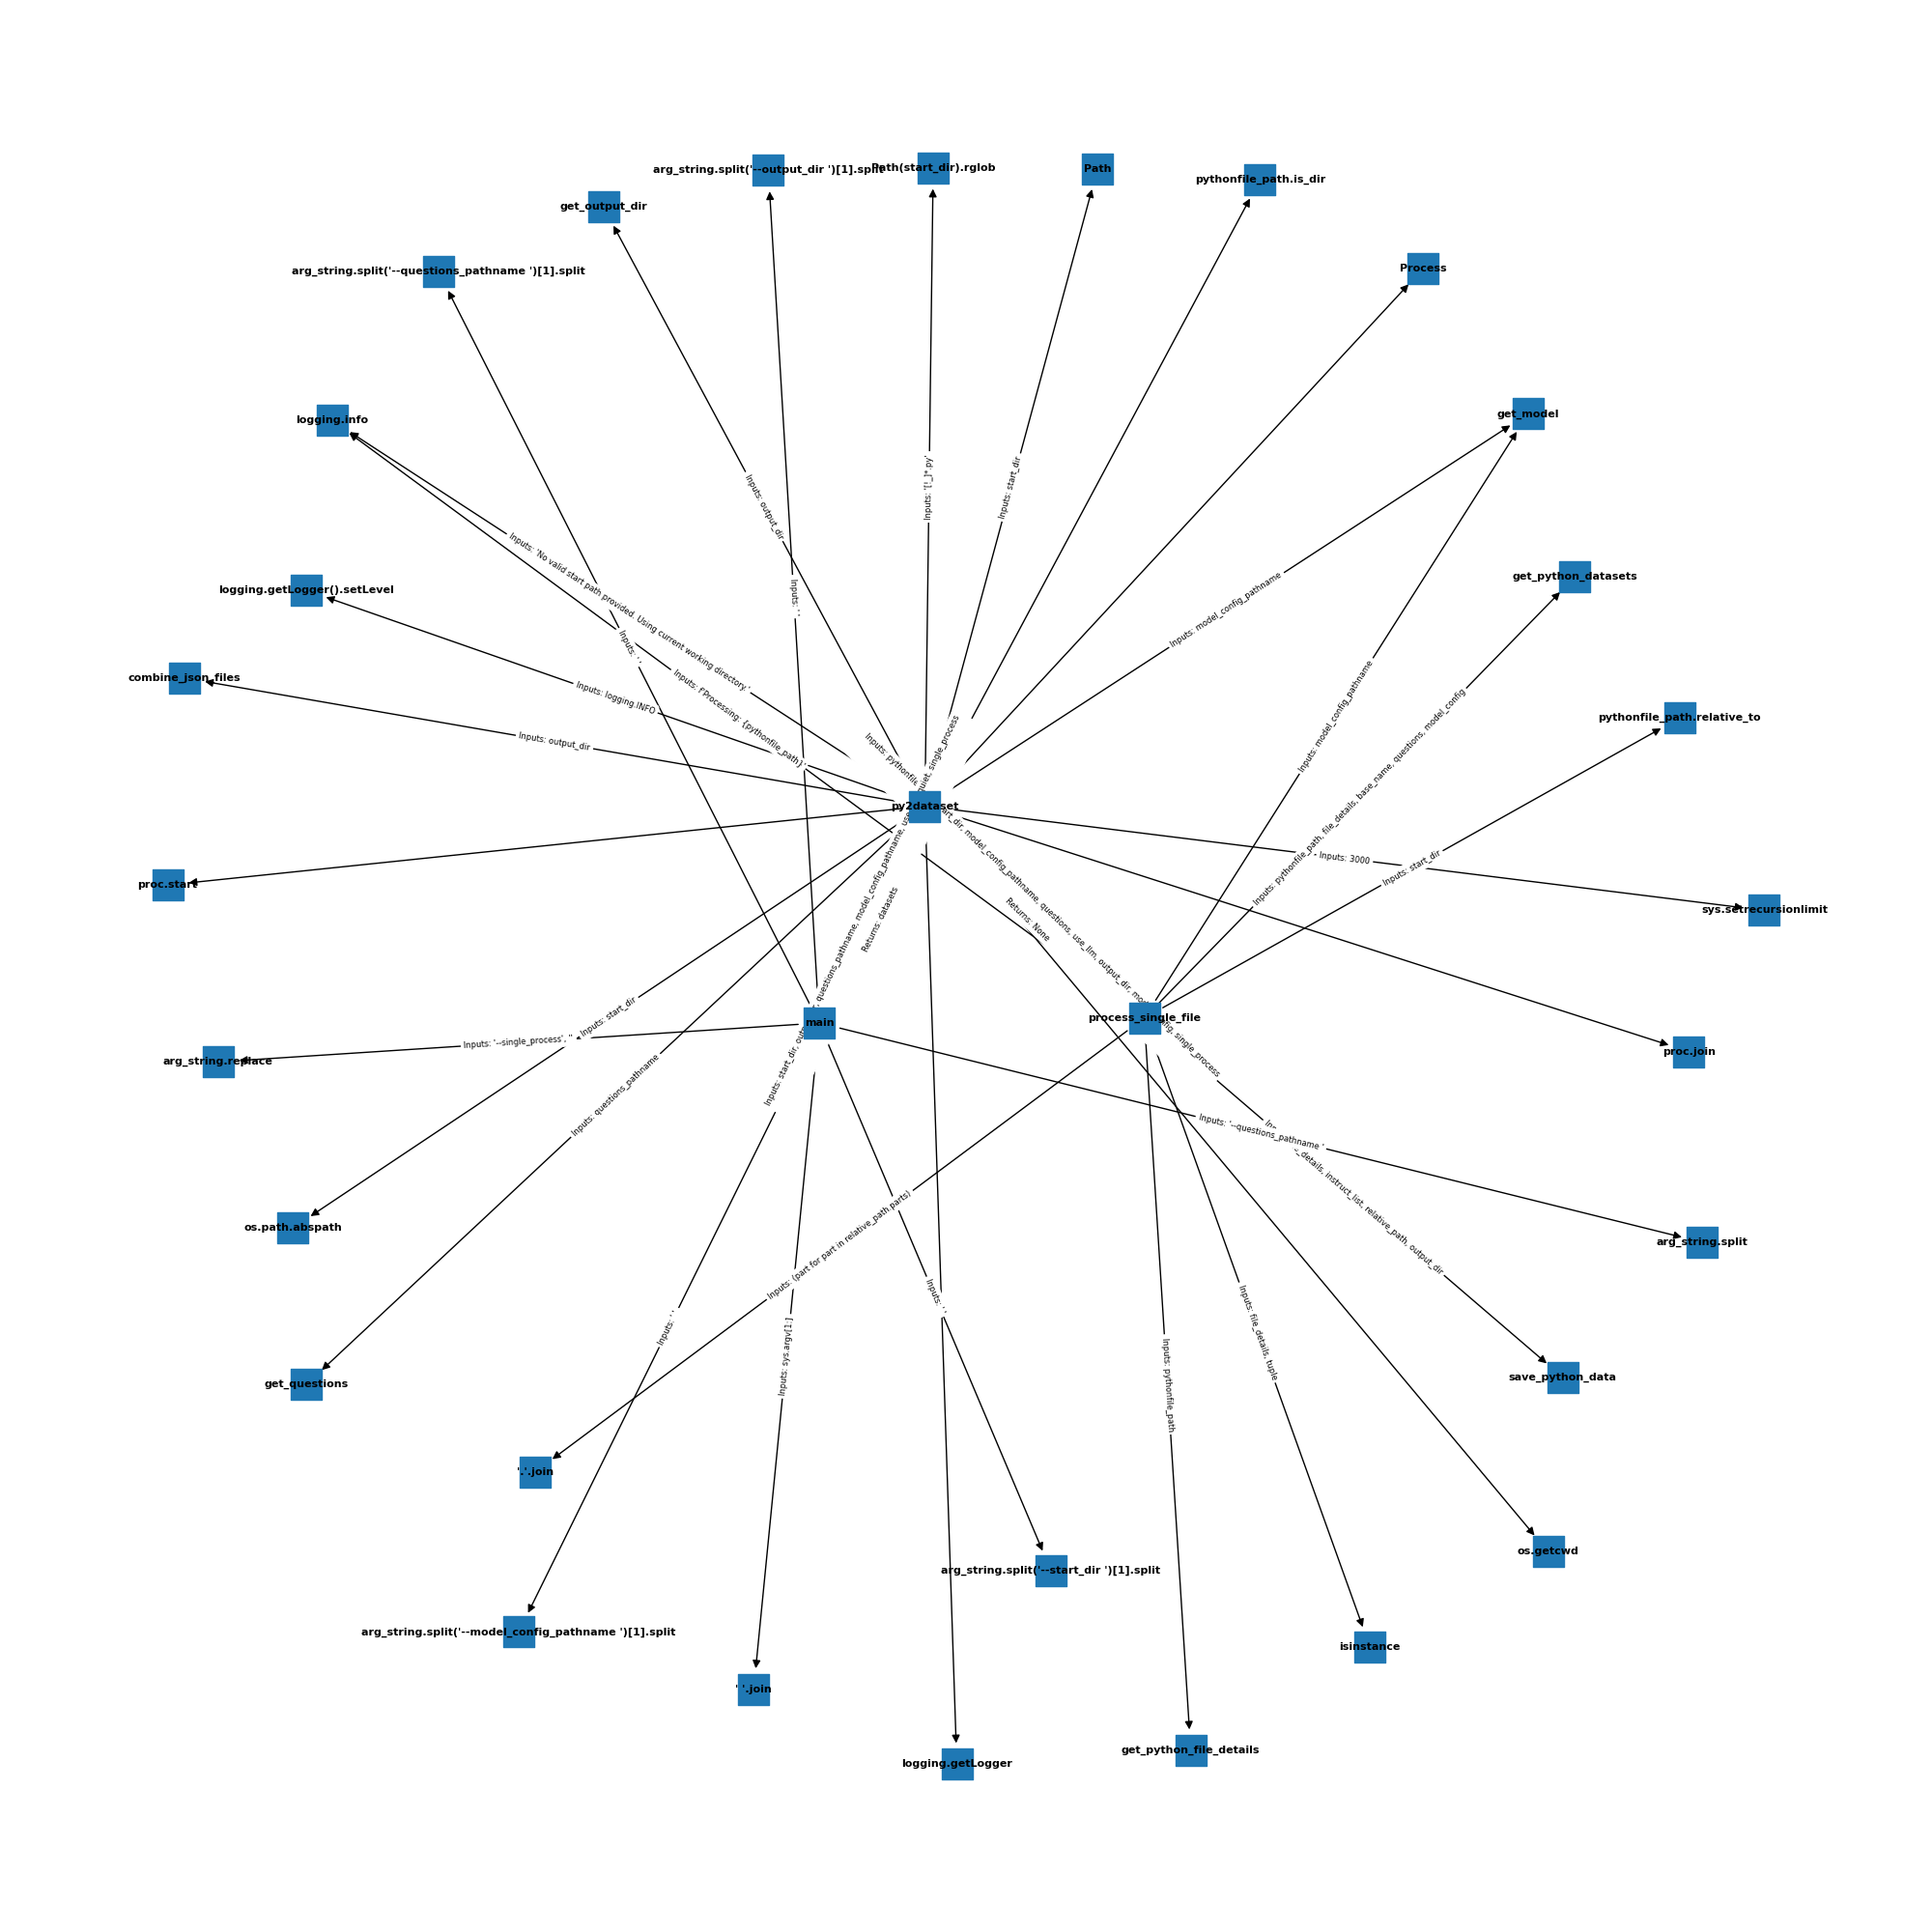 arg_string.split('--output_dir ')[1].split
Path(start_dir).rglob
Path
pythonfile_path.is_dir
get_output_dir
arg_string.split('--questions_pathname ')[1].split
Process
logging.info
get_model
Inputs: output_dir
Inputs: '[!_]*.py'
Inputs: start_dir
Inputs: 'No valid start path provided. Using current working directory.'
logging.getLogger().setLevel
get_python_datasets
Inputs: ' '
Inputs: model_config_pathname
Inputs: ' '
combine_json_files
Inputs: logging.INFO
Inputs: f'Processing: {pythonfile_path}'
Inputs: model_config_pathname
pythonfile_path.relative_to
Inputs: output_dir
Inputs: pythonfile
quiet, single_process
Inputs: pythonfile_path, file_details, base_name, questions, model_config
py2dataset
Inputs: 3000
Inputs: start_dir
proc.start
sys.setrecursionlimit
Returns: datasets
Returns: None
questions_pathname, model_config_pathname, use
start_dir, model_config_pathname, questions, use_llm, output_dir,
single_process
main
process_single_file
Inputs: start_dir
Inputs: '--single_process', ''
arg_string.replace
proc.join
Inputs: start_dir,
Inputs: questions_pathname
Inputs: '--questions_pathname '
details, instruct_list, relative_path, output_dir
os.path.abspath
arg_string.split
Inputs: (part for part in relative_path.parts)
Inputs: ' '
Inputs: ' '
Inputs: sys.argv[1:]
Inputs: pythonfile_path
Inputs: file_details, tuple
get_questions
save_python_data
'.'.join
os.getcwd
arg_string.split('--start_dir ')[1].split
arg_string.split('--model_config_pathname ')[1].split
isinstance
' '.join
get_python_file_details
logging.getLogger